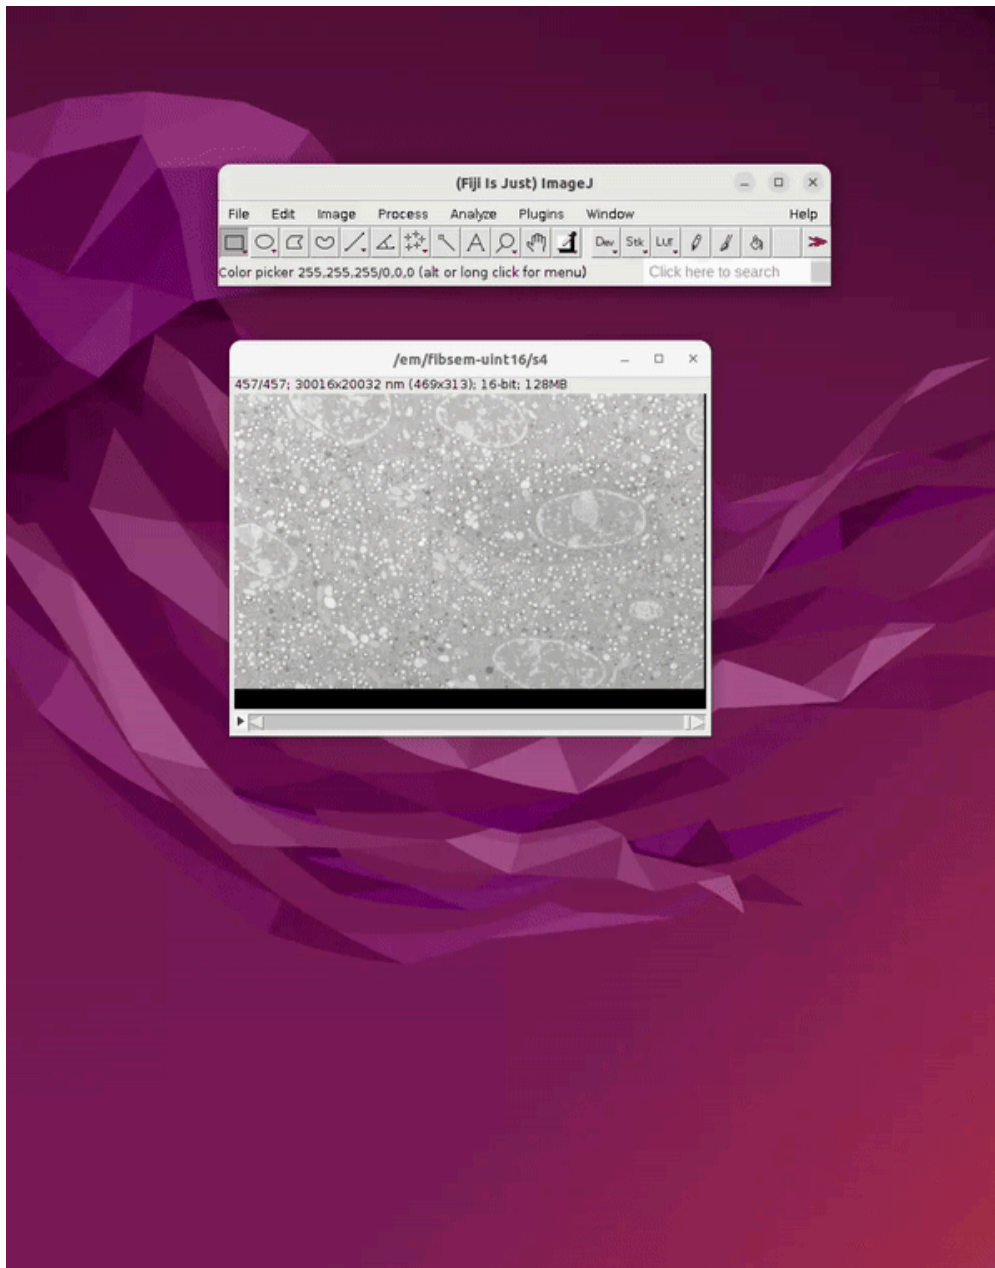 (Fiji Is Just) ImageJ
File Edit Image Process Analyze Plugins Window Help
Dev Stk LUT
Color picker 255,255,255/0,0,0 (alt or long click for menu) Click here to search
/em/fibsem-uint16/s4
457/457; 30016x20032 nm (469x313); 16-bit; 128MB